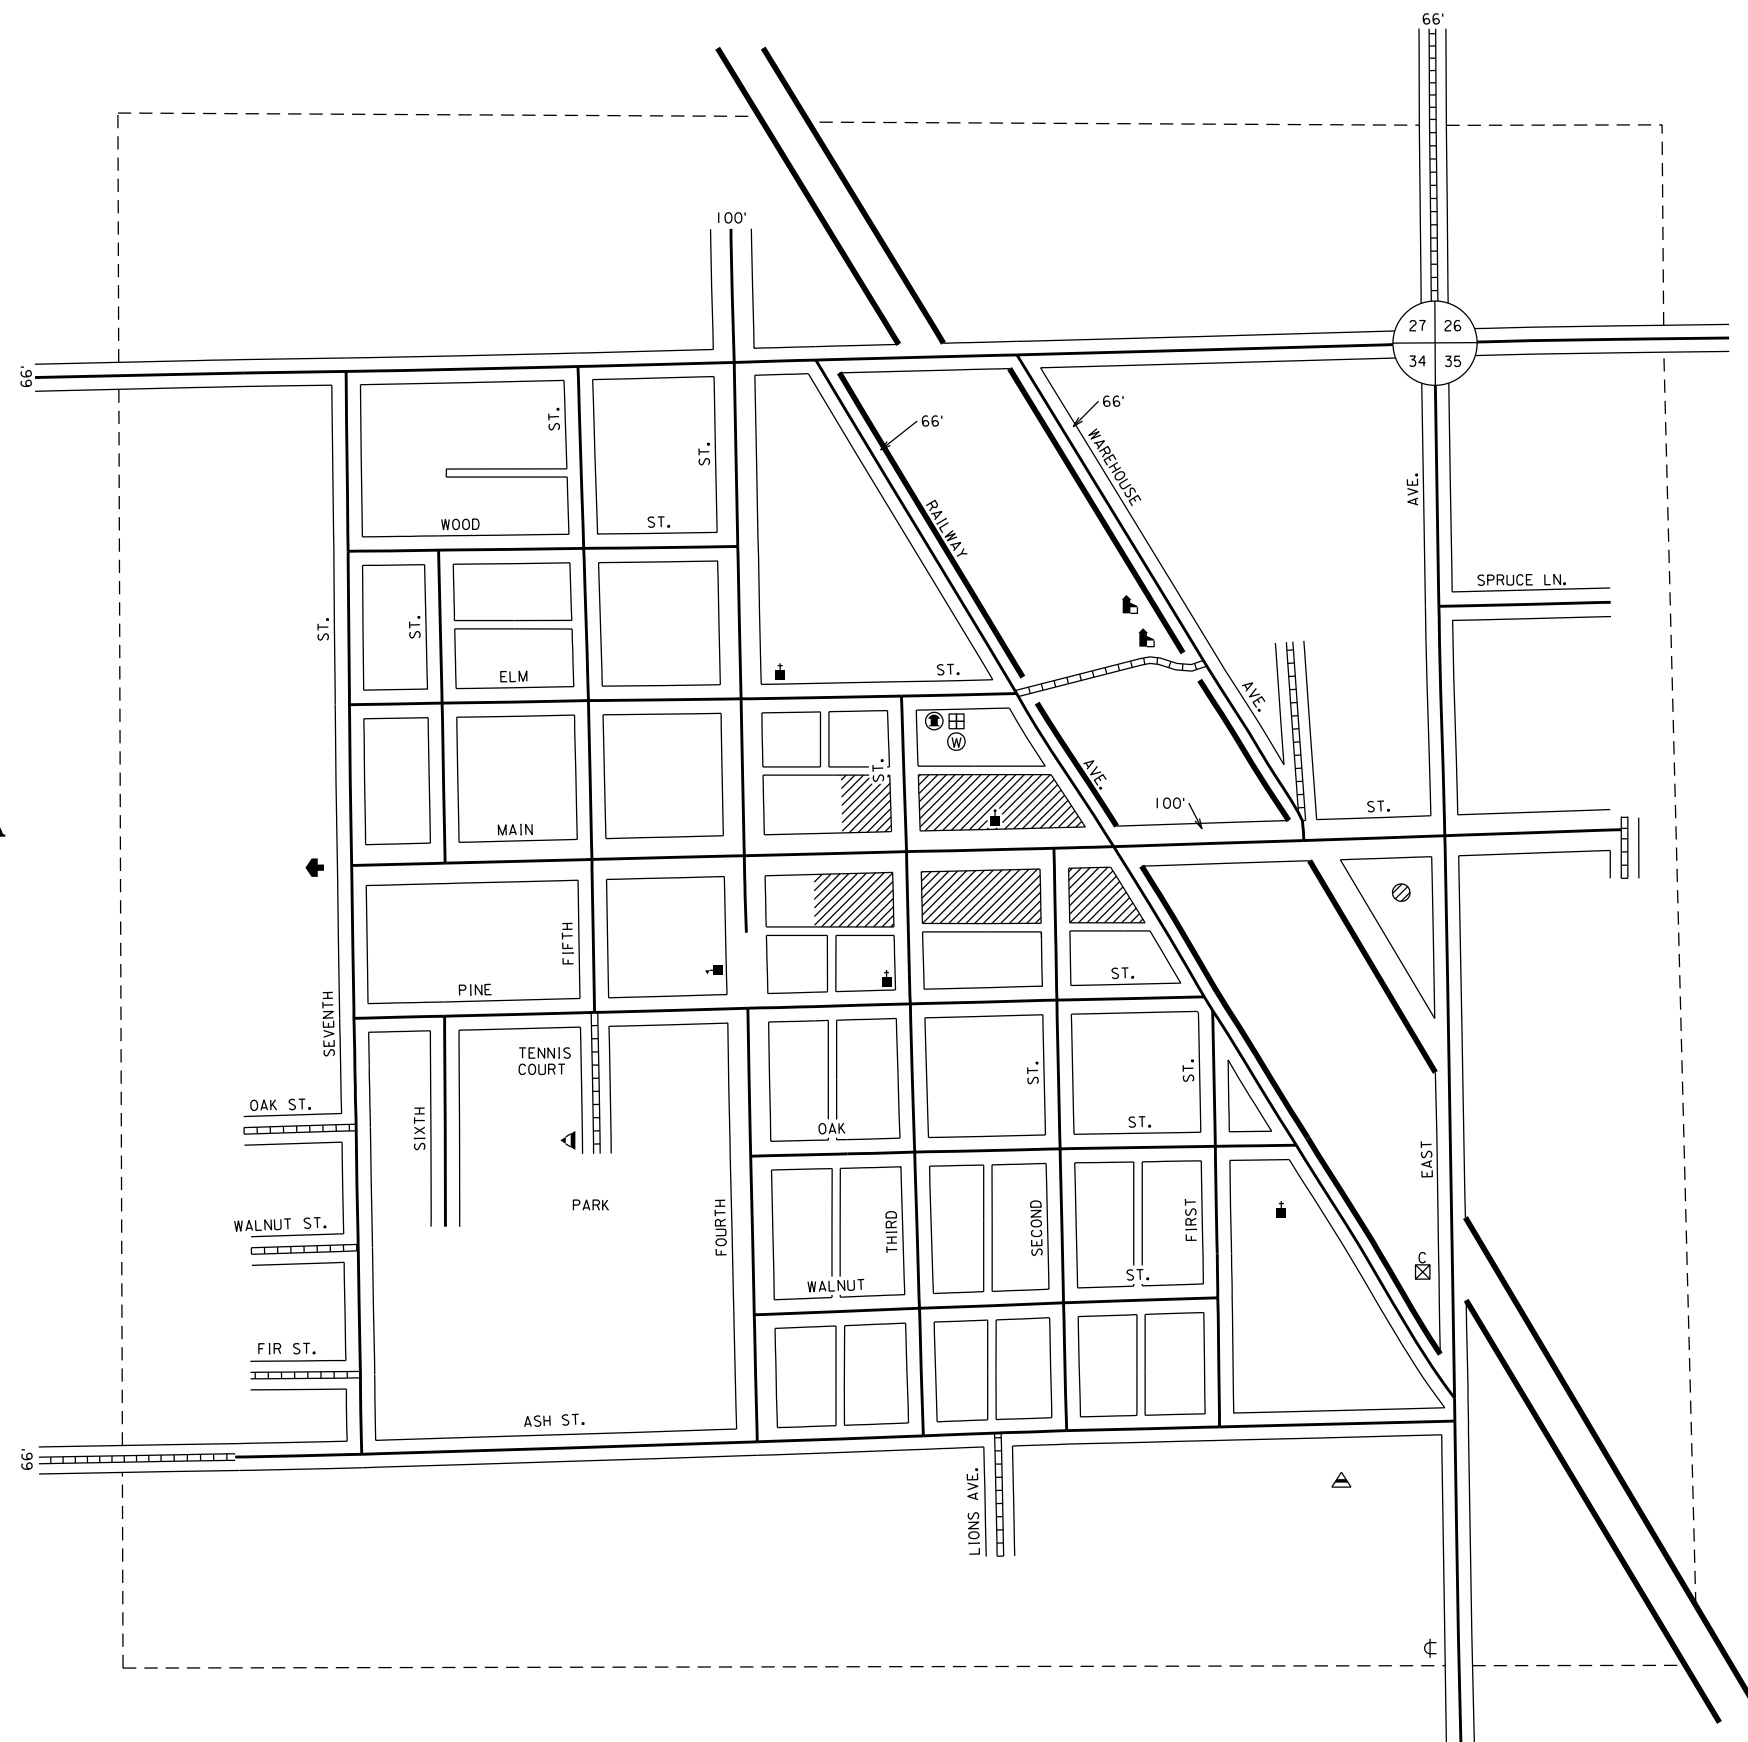 66'
100'
27 26
34 35
66'
66'
66'
WAREHOUSE
ST.
ST.
AVE.
RAILWAY
WOOD
ST.
SPRUCE LN.
ST.
ST.
ELM
ST.
AVE.
W
ST.
AVE.
100'
ST.
MAIN
FIFTH
PINE
ST.
SEVENTH
TENNIS
COURT
ST.
ST.
OAK ST.
SIXTH
OAK
ST.
EAST
PARK
WALNUT ST.
FOURTH
THIRD
SECOND
FIRST
C
WALNUT
ST.
FIR ST.
ASH ST.
66'
LIONS AVE.